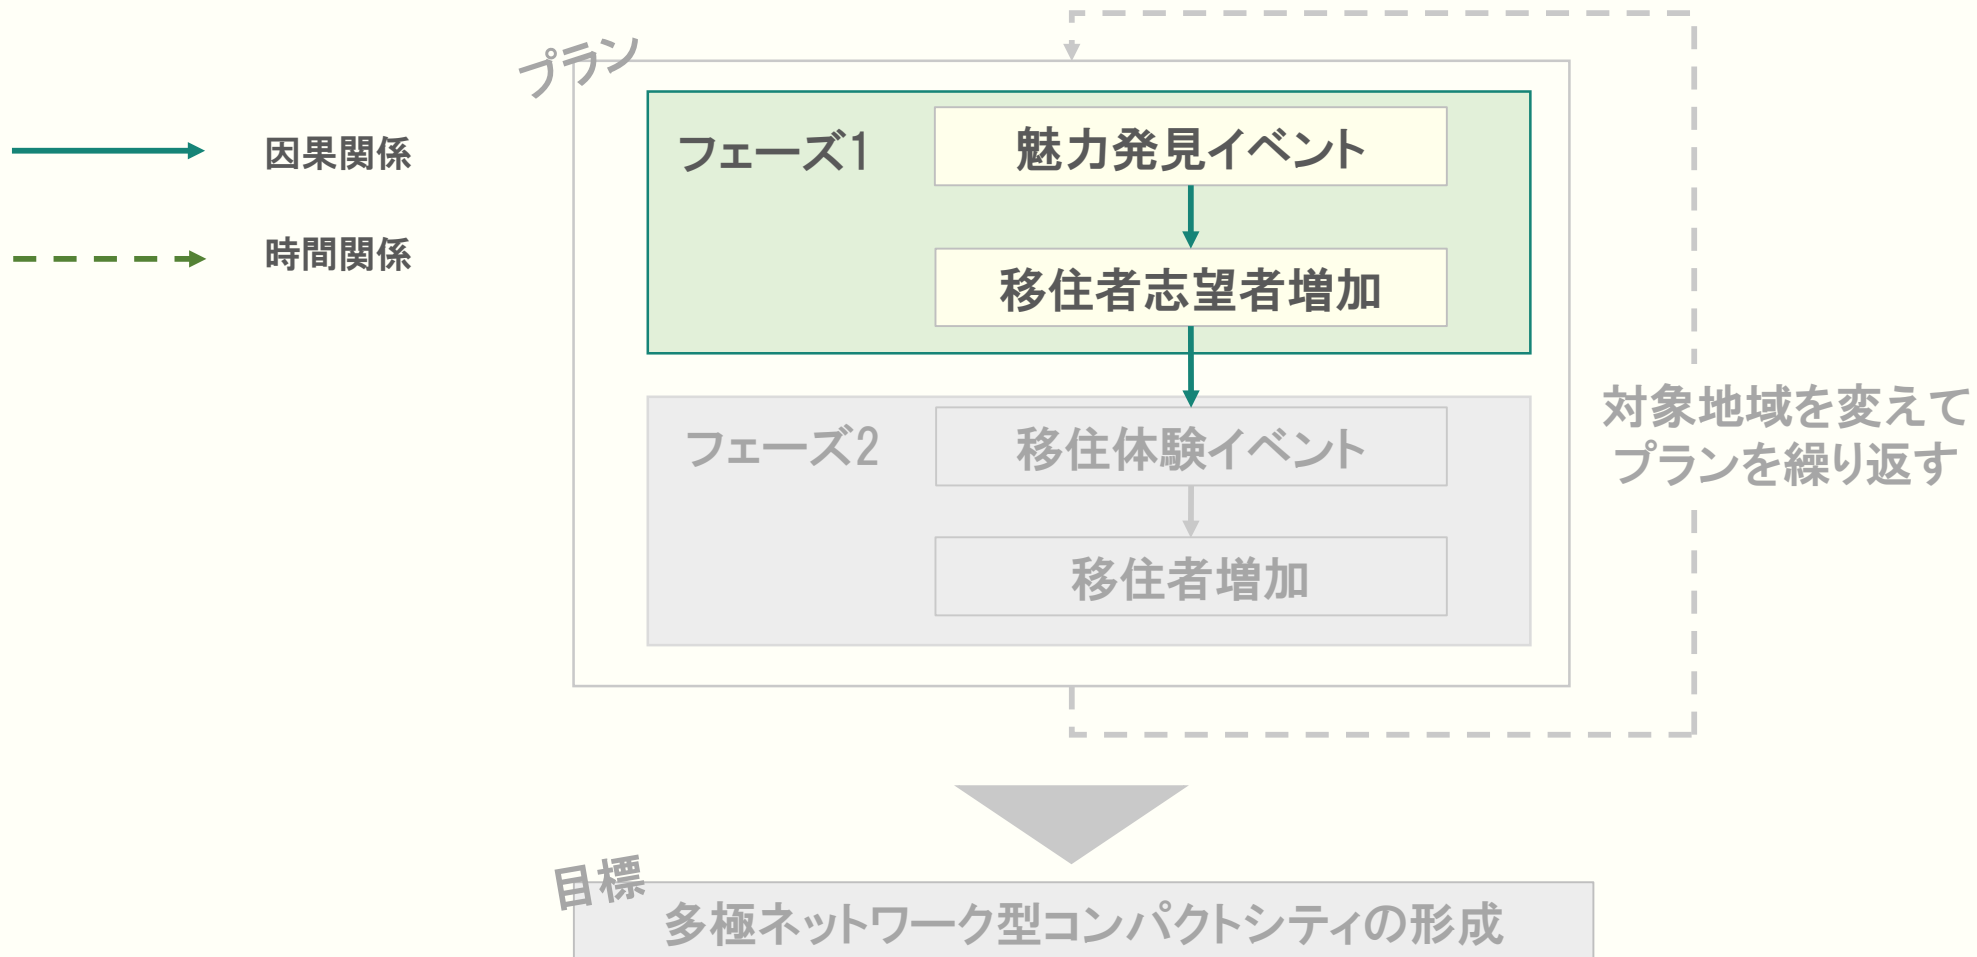 プラン
因果関係
時間関係
フェーズ1
魅力発見イベント
移住者志望者増加
フェーズ2
移住体験イベント
移住者増加
対象地域を変えて
プランを繰り返す
目標
多極ネットワーク型コンパクトシティの形成